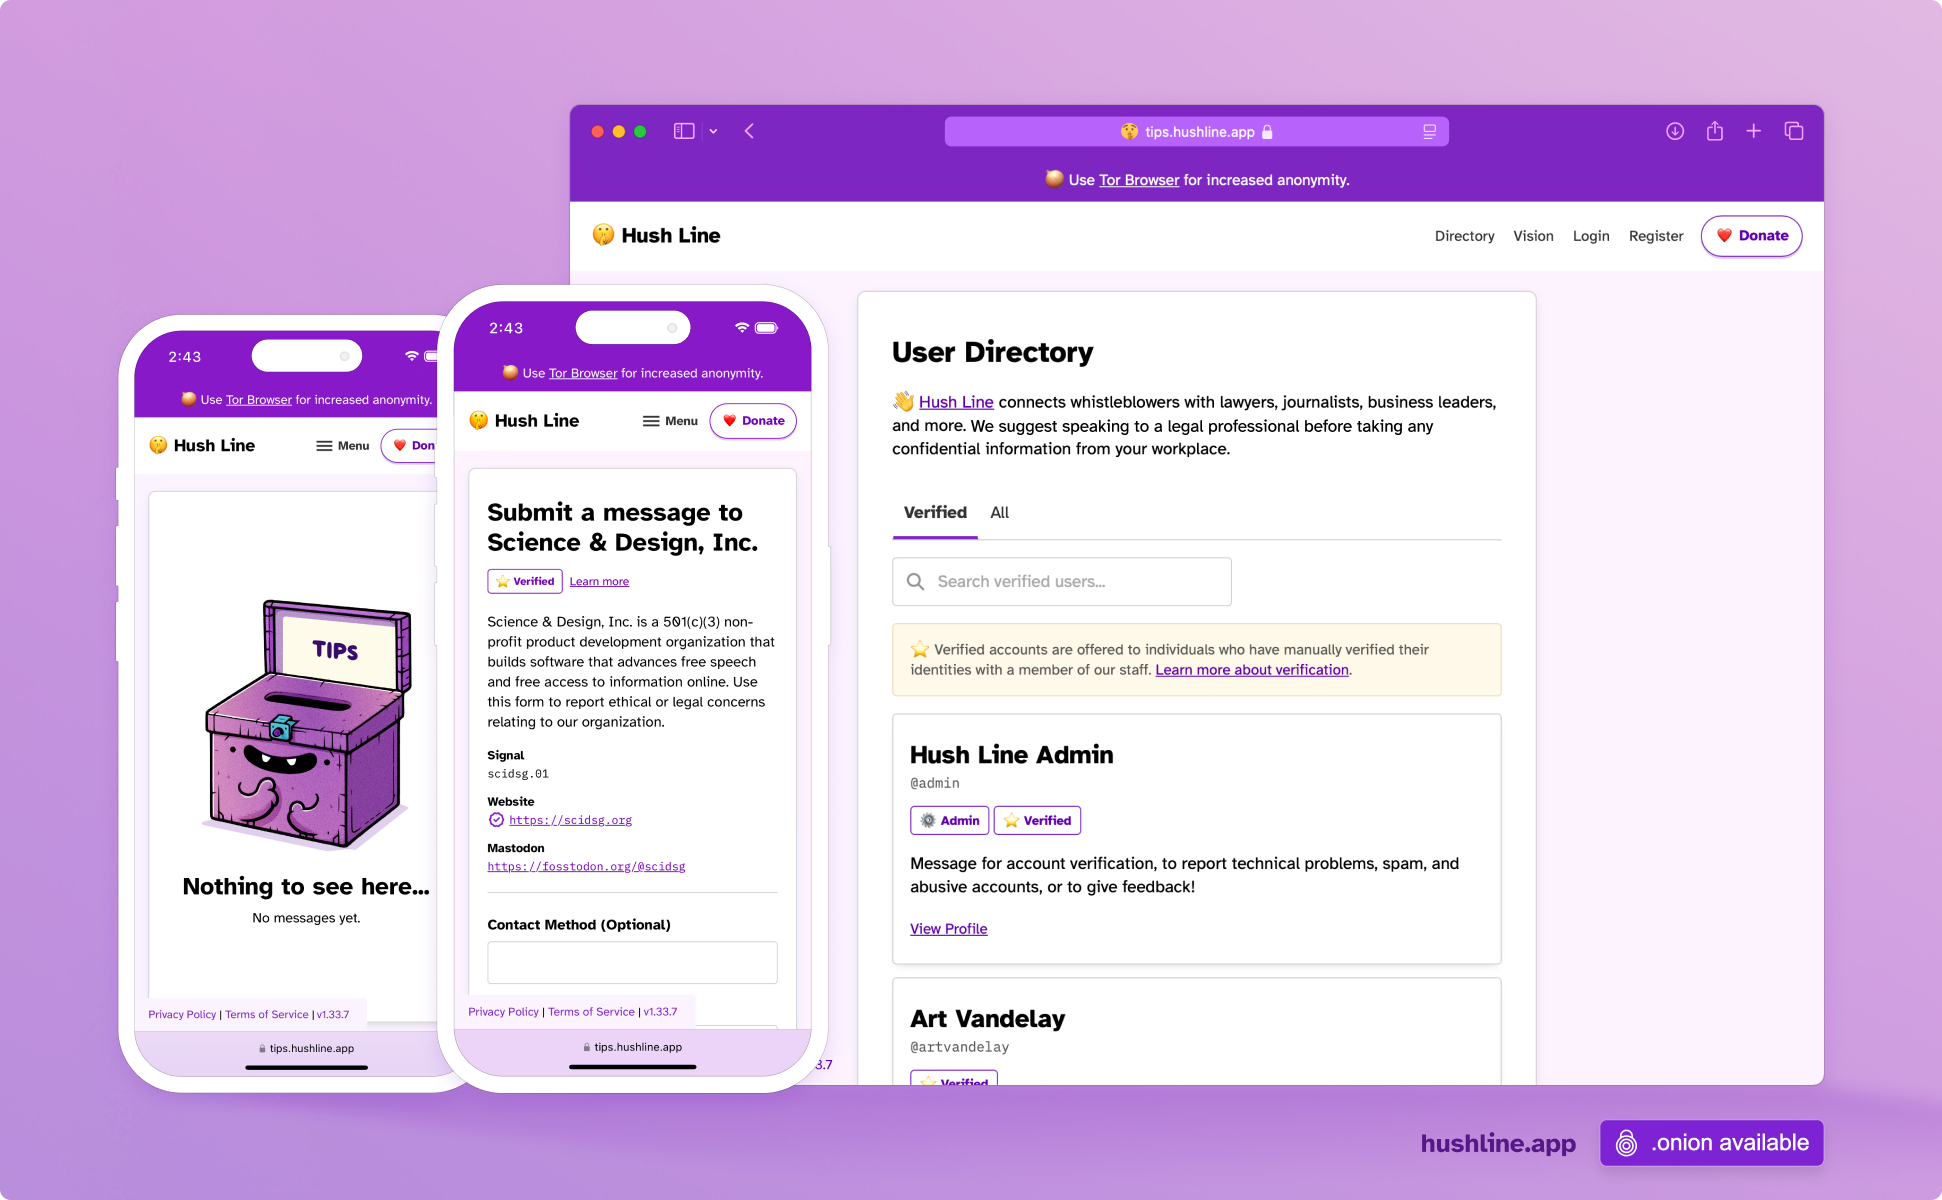 tips.hushline.app
Use Tor Browser for increased anonymity.
Hush Line
Directory
Vision
Login
Register
Donate
User Directory
Hush Line connects whistleblowers with lawyers, journalists, business leaders,
and more. We suggest speaking to a legal professional before taking any
confidential information from your workplace.
Verified
All
Search verified users...
Verified accounts are offered to individuals who have manually verified their
identities with a member of our staff. Learn more about verification.
Hush Line Admin
@admin
Admin
Verified
Message for account verification, to report technical problems, spam, and
abusive accounts, or to give feedback!
View Profile
Art Vandelay
@artvandelay
Verified
3.7
2:43
Use Tor Browser for increased anonymity.
Hush Line
Menu
Don
TIPS
Nothing to see here...
No messages yet.
Privacy Policy | Terms of Service | v1.33.7
tips.hushline.app
2:43
Use Tor Browser for increased anonymity.
Hush Line
Menu
Donate
Submit a message to
Science & Design, Inc.
Verified
Learn more
Science & Design, Inc. is a 501(c)(3) non-
profit product development organization that
builds software that advances free speech
and free access to information online. Use
this form to report ethical or legal concerns
relating to our organization.
Signal
scidsg.01
Website
https://scidsg.org
Mastodon
https://fosstodon.org/@scidsg
Contact Method (Optional)
Privacy Policy | Terms of Service | v1.33.7
tips.hushline.app
hushline.app
.onion available